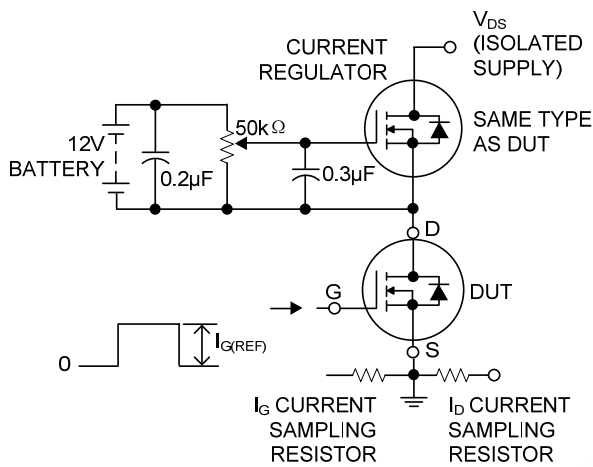 V_DS
(ISOLATED
SUPPLY)
CURRENT
REGULATOR
SAME TYPE
AS DUT
12V
BATTERY
0.2µF
50kΩ
0.3µF
D
DUT
G
S
0
I_G(REF)
I_G CURRENT
SAMPLING
RESISTOR
I_D CURRENT
SAMPLING
RESISTOR